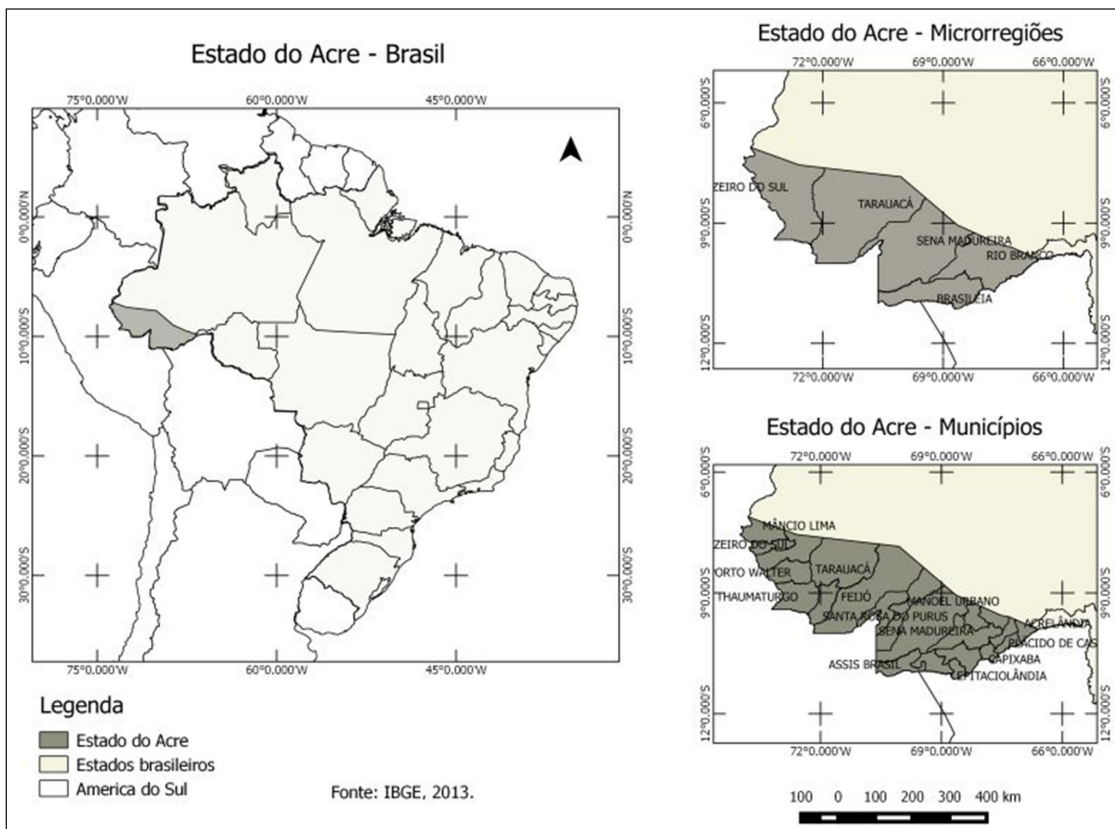 Estado do Acre - Brasil
75°0.000'W 60°0.000'W 45°0.000'W
0°0.000'N
10°0.000'S
20°0.000'S
30°0.000'S
0°0.000'N
10°0.000'S
20°0.000'S
30°0.000'S
75°0.000'W 60°0.000'W 45°0.000'W
Legenda
Estado do Acre
Estados brasileiros
America do Sul
Fonte: IBGE, 2013.
Estado do Acre - Microrregiões
72°0.000'W 69°0.000'W 66°0.000'W
6°0.000'S
9°0.000'S
12°0.000'S
ZEIRO DO SUL
TARAUACÁ
SENA MADUREIRA
RIO BRANCO
BRASILÉIA
6°0.000'S
9°0.000'S
12°0.000'S
72°0.000'W 69°0.000'W 66°0.000'W
Estado do Acre - Municípios
72°0.000'W 69°0.000'W 66°0.000'W
6°0.000'S
9°0.000'S
12°0.000'S
MÂNCIO LIMA
ZEIRO DO SUL
TARAUACÁ
PORTO WALTER
THAUMATURGO
FEIJÓ
MANOEL URBANO
SANTA ROSA DO PURUS
SENA MADUREIRA
ACRELÂNDIA
PLÁCIDO DE CAS
CAPIXABA
ASSIS BRASIL
EPITACIOLÂNDIA
6°0.000'S
9°0.000'S
12°0.000'S
72°0.000'W 69°0.000'W 66°0.000'W
100 0 100 200 300 400 km